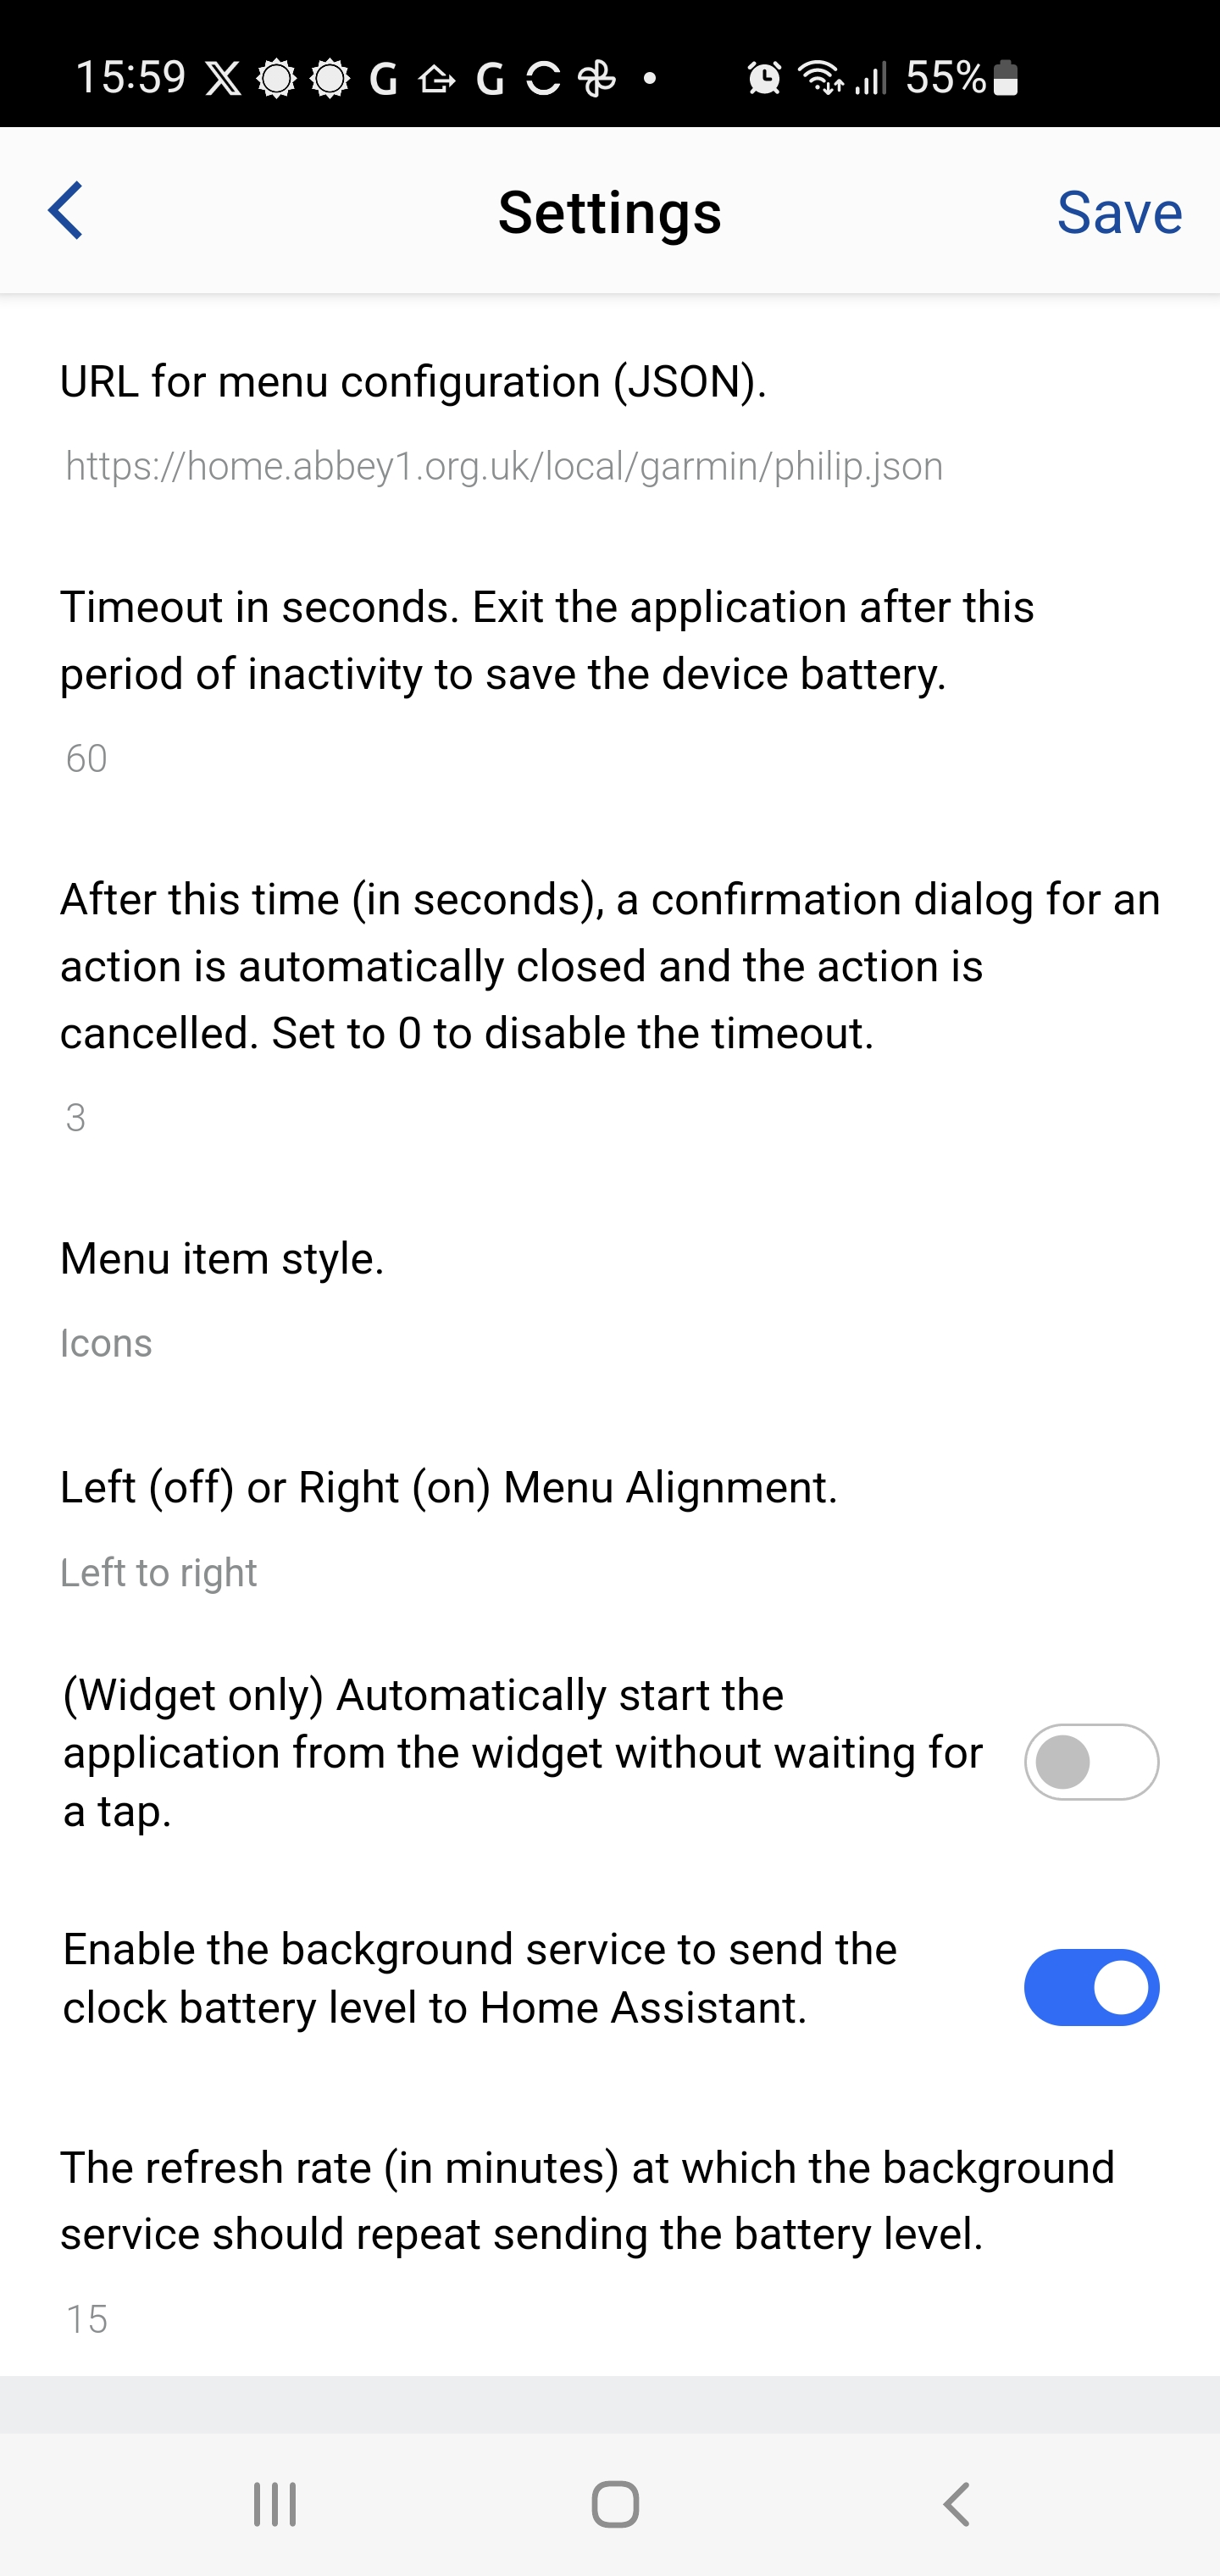 15:59
55%
Settings
Save
URL for menu configuration (JSON).
https://home.abbey1.org.uk/local/garmin/philip.json
Timeout in seconds. Exit the application after this
period of inactivity to save the device battery.
60
After this time (in seconds), a confirmation dialog for an
action is automatically closed and the action is
cancelled. Set to 0 to disable the timeout.
3
Menu item style.
Icons
Left (off) or Right (on) Menu Alignment.
Left to right
(Widget only) Automatically start the
application from the widget without waiting for
a tap.
Enable the background service to send the
clock battery level to Home Assistant.
The refresh rate (in minutes) at which the background
service should repeat sending the battery level.
15